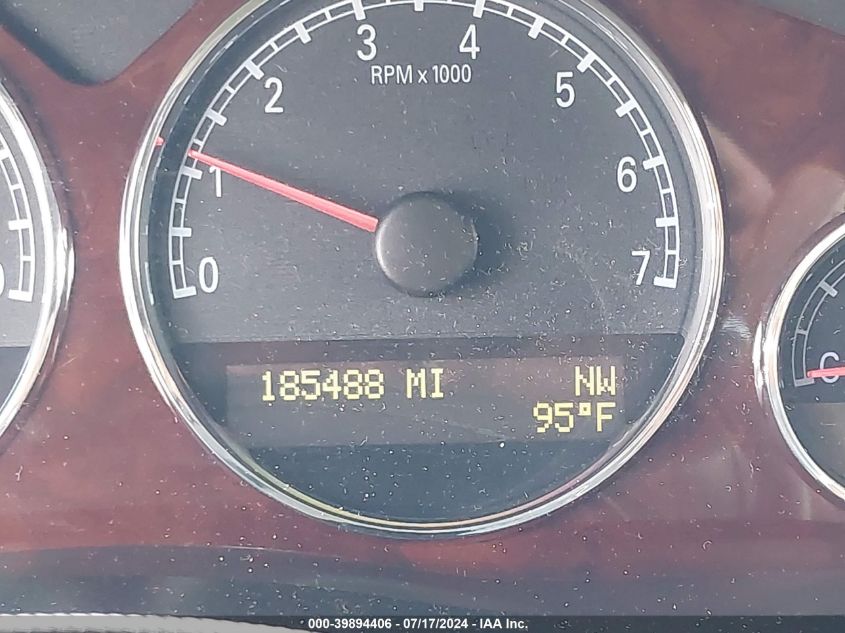 3 4
RPM x 1000
2 5
1 6
0 7
185488 MI NW
95°F
C
000-39894406 - 07/17/2024 - IAA Inc.